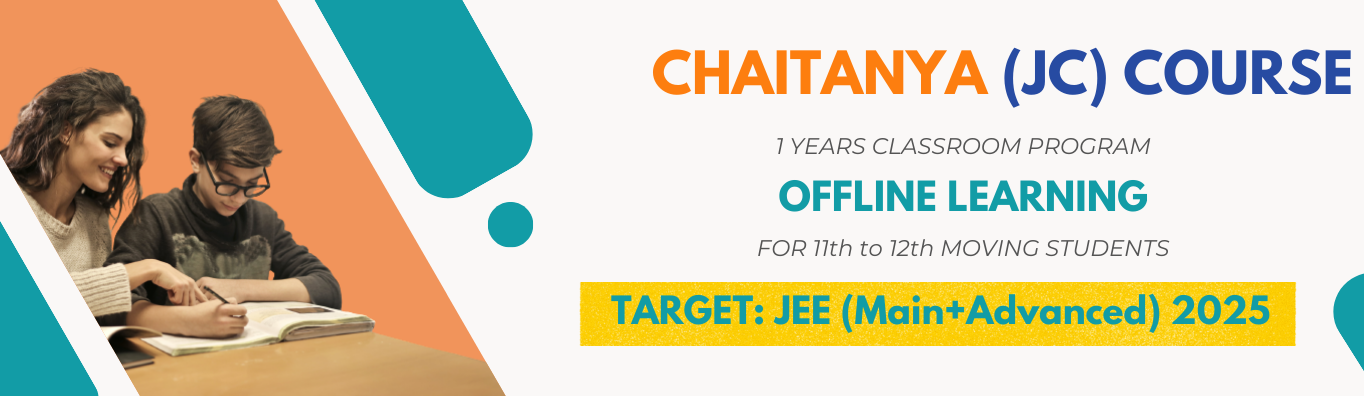 CHAITANYA (JC) COURSE
1 YEARS CLASSROOM PROGRAM
OFFLINE LEARNING
FOR 11th to 12th MOVING STUDENTS
TARGET: JEE (Main+Advanced) 2025